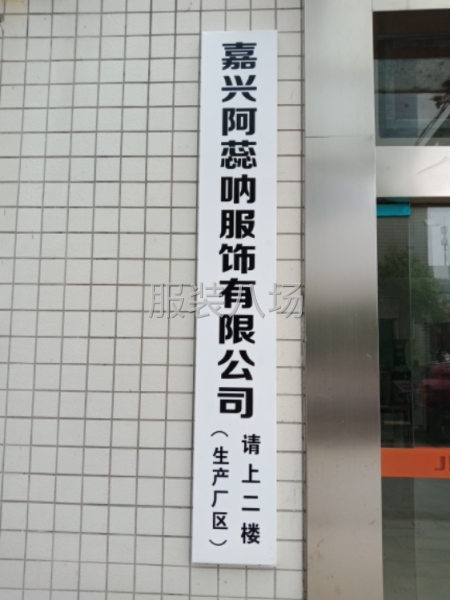 嘉兴阿蕊呐服饰有限公司
请上二楼
（生产厂区）
服装八场